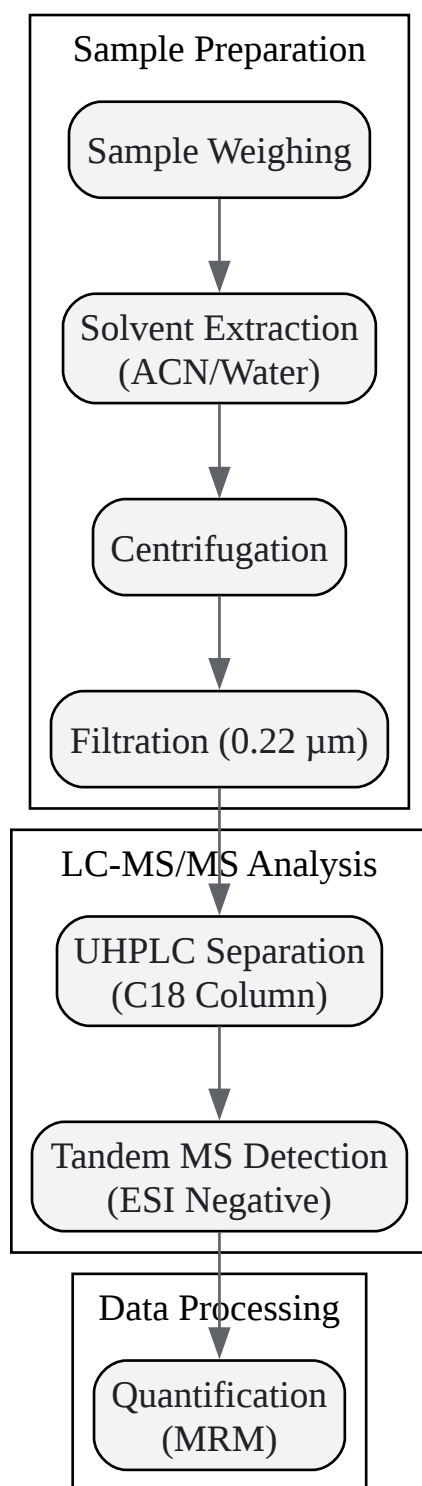 Sample Preparation
Sample Weighing
Solvent Extraction
(ACN/Water)
Centrifugation
Filtration (0.22 µm)
LC-MS/MS Analysis
UHPLC Separation
(C18 Column)
Tandem MS Detection
(ESI Negative)
Data Processing
Quantification
(MRM)